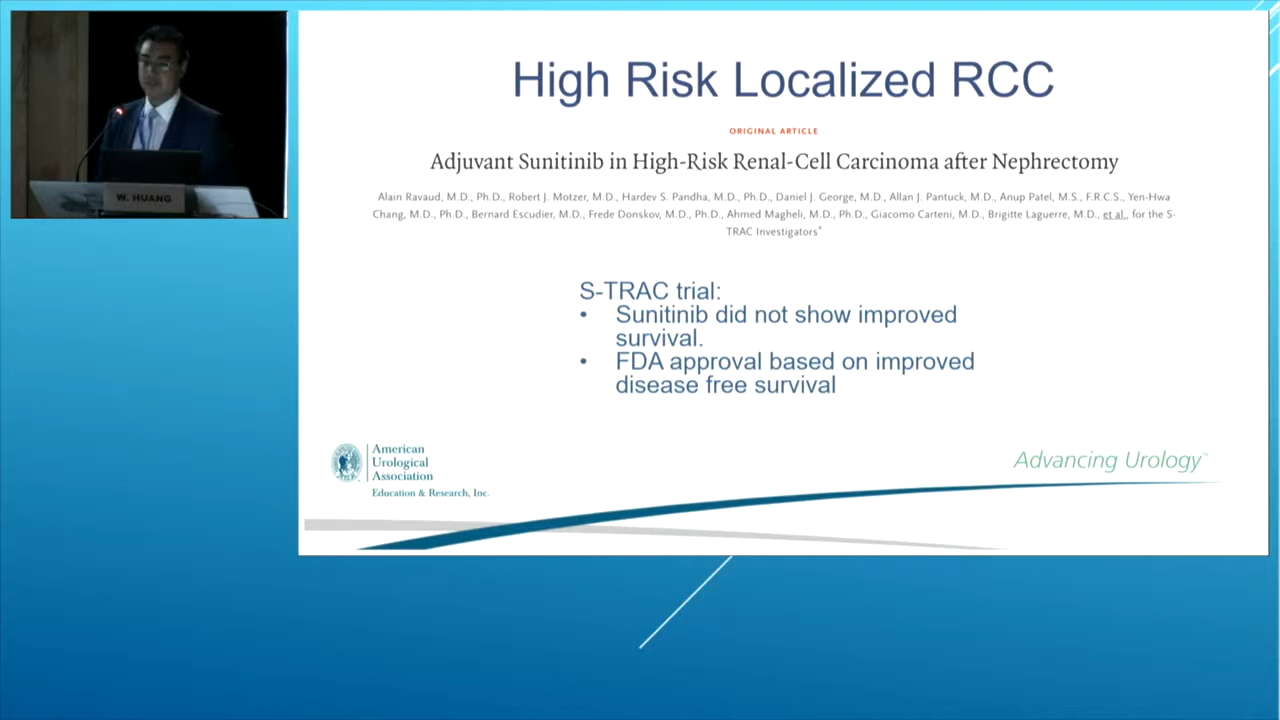 W. HUANG
High Risk Localized RCC
ORIGINAL ARTICLE
Adjuvant Sunitinib in High-Risk Renal-Cell Carcinoma after Nephrectomy
Alain Ravaud, M.D., Ph.D., Robert J. Motzer, M.D., Hardev S. Pandha, M.D., Ph.D., Daniel J. George, M.D., Allan J. Pantuck, M.D., Anup Patel, M.S., F.R.C.S., Yen-Hwa
Chang, M.D., Ph.D., Bernard Escudier, M.D., Frede Donskov, M.D., Ph.D., Ahmed Magheli, M.D., Ph.D., Giacomo Carteni, M.D., Brigitte Laguerre, M.D., et al., for the S-
TRAC Investigators*
S-TRAC trial:
• Sunitinib did not show improved
survival.
• FDA approval based on improved
disease free survival
American
Urological
Association
Education & Research, Inc.
Advancing Urology™